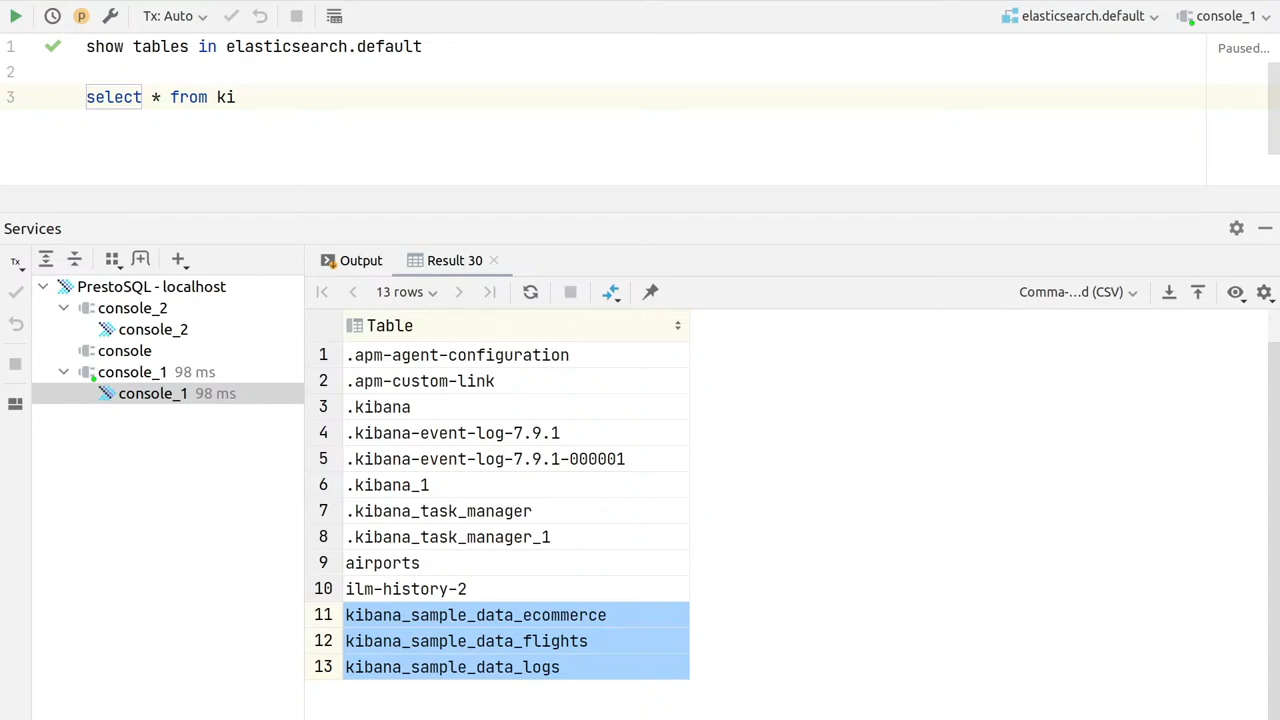 Tx: Auto
elasticsearch.default
console_1
1 show tables in elasticsearch.default
Paused...
2
3 select * from ki
Services
Tx
PrestoSQL - localhost
console_2
console_2
console
console_1 98 ms
console_1 98 ms
Output
Result 30
13 rows
Comma-...d (CSV)
Table
1 .apm-agent-configuration
2 .apm-custom-link
3 .kibana
4 .kibana-event-log-7.9.1
5 .kibana-event-log-7.9.1-000001
6 .kibana_1
7 .kibana_task_manager
8 .kibana_task_manager_1
9 airports
10 ilm-history-2
11 kibana_sample_data_ecommerce
12 kibana_sample_data_flights
13 kibana_sample_data_logs